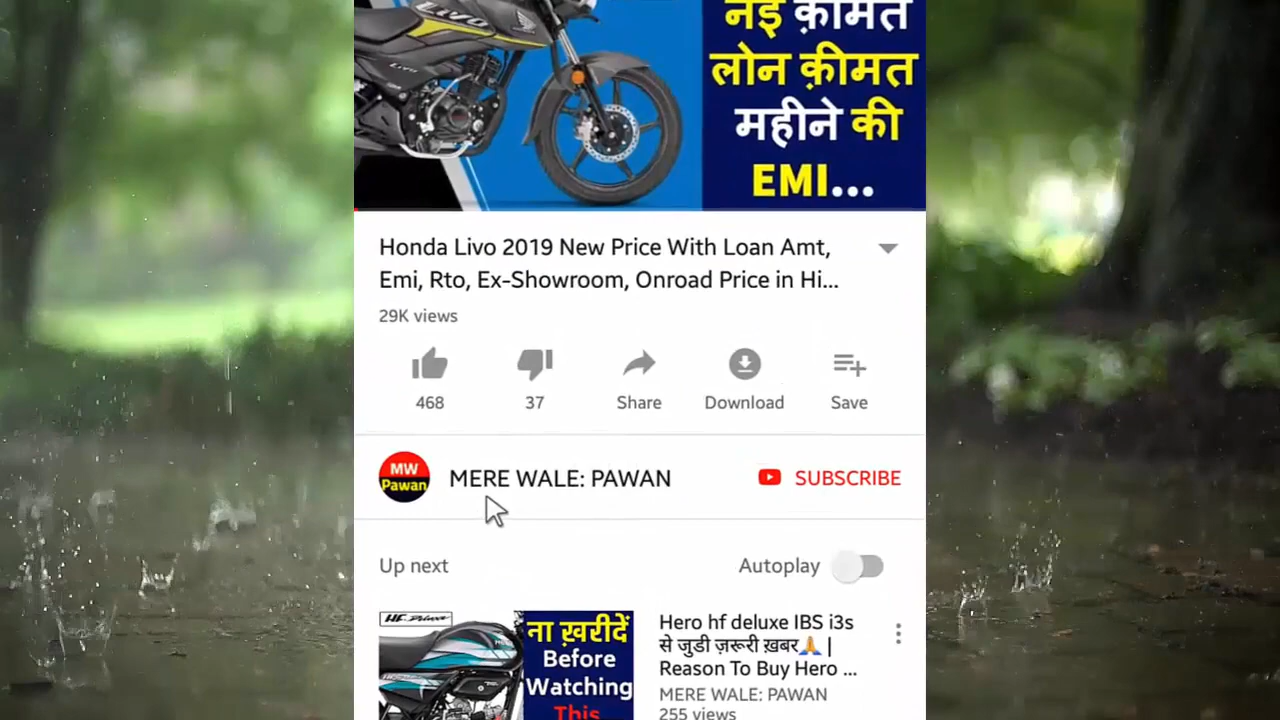 नई क़ीमत
लोन क़ीमत
महीने की
EMI...
LIVO
Honda Livo 2019 New Price With Loan Amt,
Emi, Rto, Ex-Showroom, Onroad Price in Hi...
29K views
468
37
Share
Download
Save
MW
Pawan
MERE WALE: PAWAN
SUBSCRIBE
Up next
Autoplay
HF Deluxe
ना ख़रीदें
Before
Watching
This
Hero hf deluxe IBS i3s
से जुडी ज़रूरी ख़बर🙏 |
Reason To Buy Hero ...
MERE WALE: PAWAN
255 views